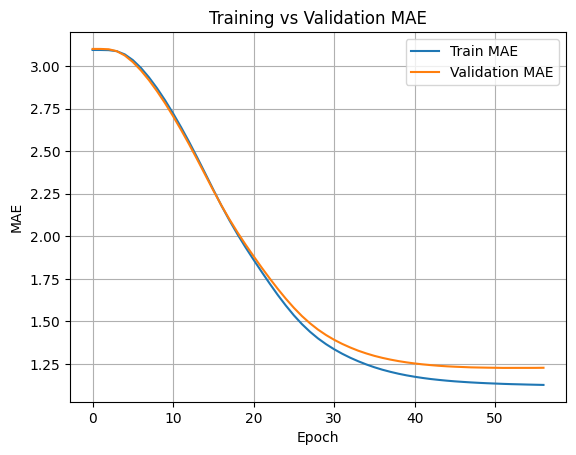 Training vs Validation MAE
Train MAE
Validation MAE
MAE
3.00
2.75
2.50
2.25
2.00
1.75
1.50
1.25
0 10 20 30 40 50
Epoch